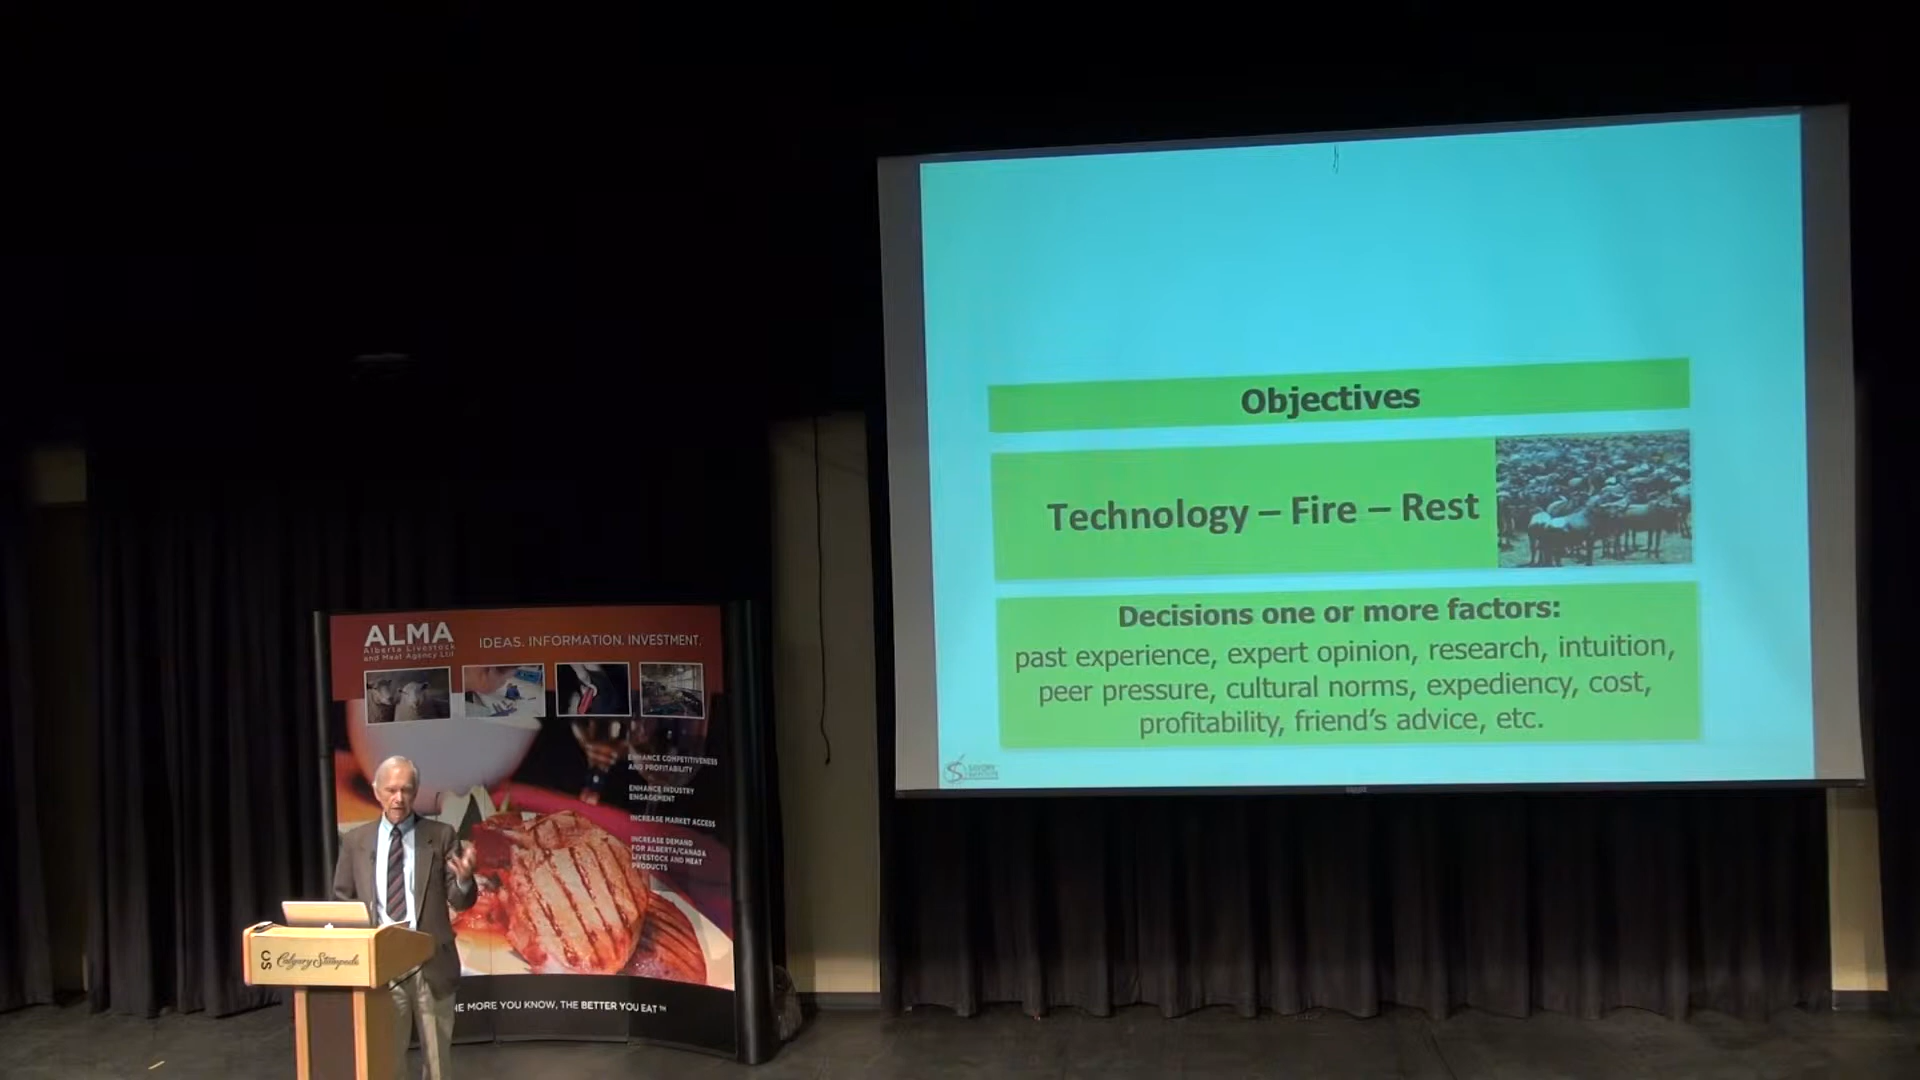 Objectives
Technology – Fire – Rest
Decisions one or more factors:
past experience, expert opinion, research, intuition,
peer pressure, cultural norms, expediency, cost,
profitability, friend's advice, etc.
SAVORY
ALMA
Alberta Livestock
and Meat Agency Ltd
IDEAS. INFORMATION. INVESTMENT.
ENHANCE COMPETITIVENESS
AND PROFITABILITY
ENHANCE INDUSTRY
ENGAGEMENT
INCREASE MARKET ACCESS
INCREASE DEMAND
FOR ALBERTA/CANADA
LIVESTOCK AND MEAT
PRODUCTS
HE MORE YOU KNOW, THE BETTER YOU EAT™
CS Calgary Stampede